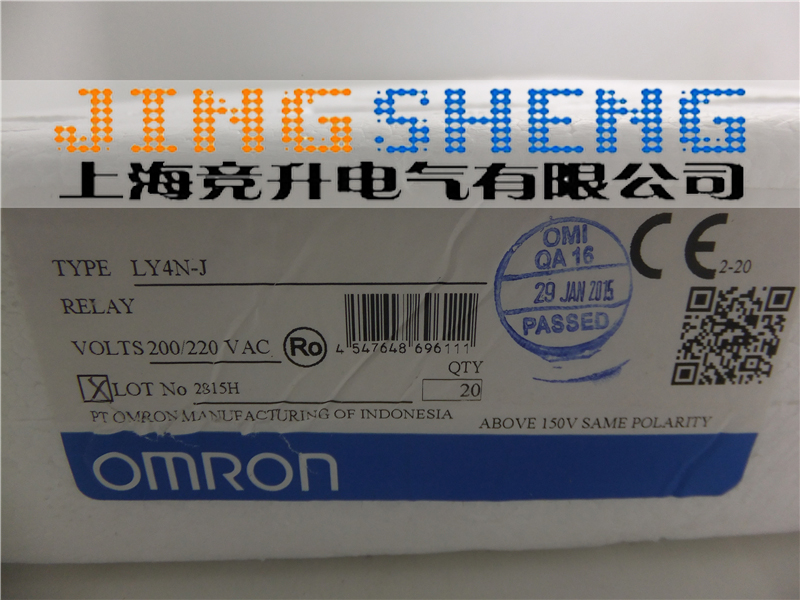 JINGSHENG
上海竞升电气有限公司
TYPE LY4N-J
RELAY
VOLTS 200/220 VAC
Ro
4 547648 696111
QTY
20
X LOT No 2815H
PT OMRON MANUFACTURING OF INDONESIA
OMI
QA 16
29 JAN 2015
PASSED
CE
2-20
ABOVE 150V SAME POLARITY
OMRON